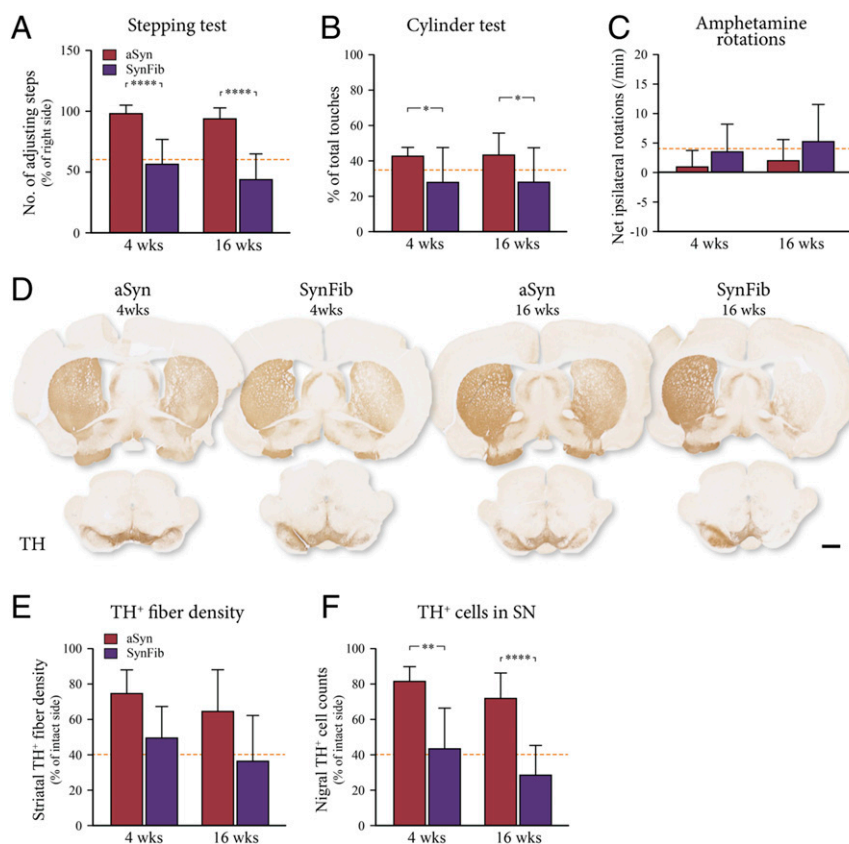 A
Stepping test
No. of adjusting steps
(% of right side)
150
100
50
0
aSyn
SynFib
****
****
4 wks
16 wks
B
Cylinder test
% of total touches
100
80
60
40
20
0
*
*
4 wks
16 wks
C
Amphetamine
rotations
Net ipsilateral rotations (/min)
15
10
5
0
-5
-10
4 wks
16 wks
D
aSyn
4wks
SynFib
4wks
aSyn
16 wks
SynFib
16 wks
TH
E
TH⁺ fiber density
Striatal TH⁺ fiber density
(% of intact side)
100
80
60
40
20
0
aSyn
SynFib
4 wks
16 wks
F
TH⁺ cells in SN
Nigral TH⁺ cell counts
(% of intact side)
100
80
60
40
20
0
**
****
4 wks
16 wks